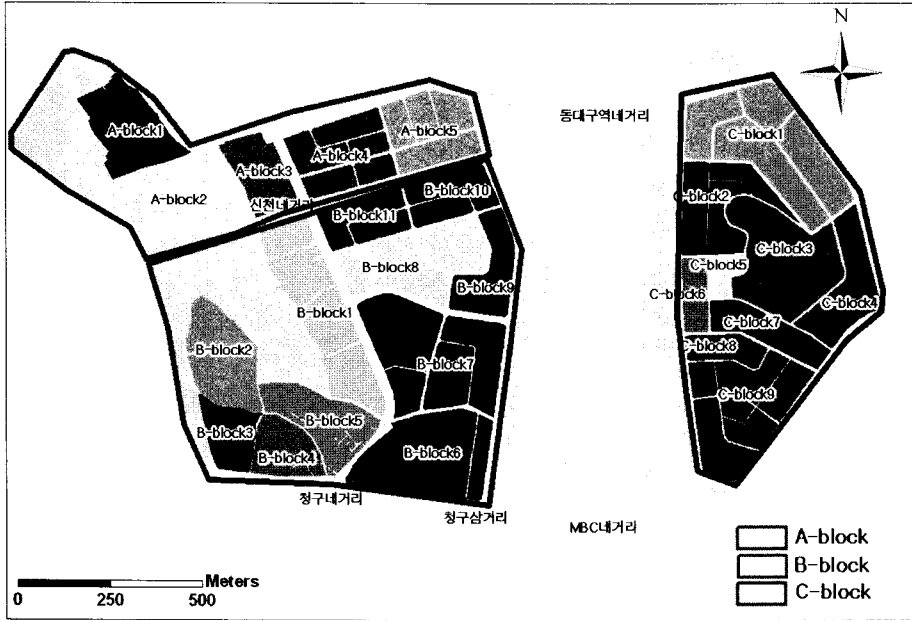 N
A-block1
A-block5
동대구역네거리
C-block1
A-block3
A-block4
B-block10
A-block2
신천네거리
B-block11
C-block2
C-block3
B-block8
C-block5
B-block9
C-block6
C-block4
B-block1
C-block7
B-block2
C-block8
B-block7
C-block9
B-block5
B-block3
B-block4
B-block6
청구네거리
청구삼거리
MBC네거리
A-block
B-block
C-block
Meters
0 250 500